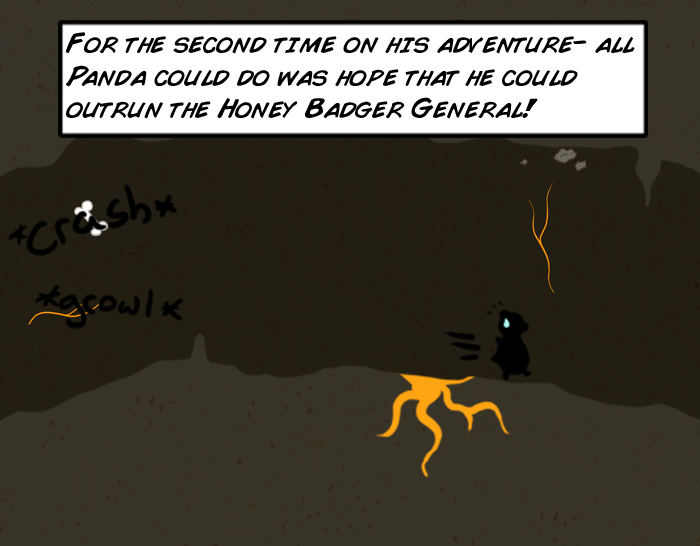 For the second time on his adventure- all
Panda could do was hope that he could
outrun the Honey Badger General!
*crash*
*growl*